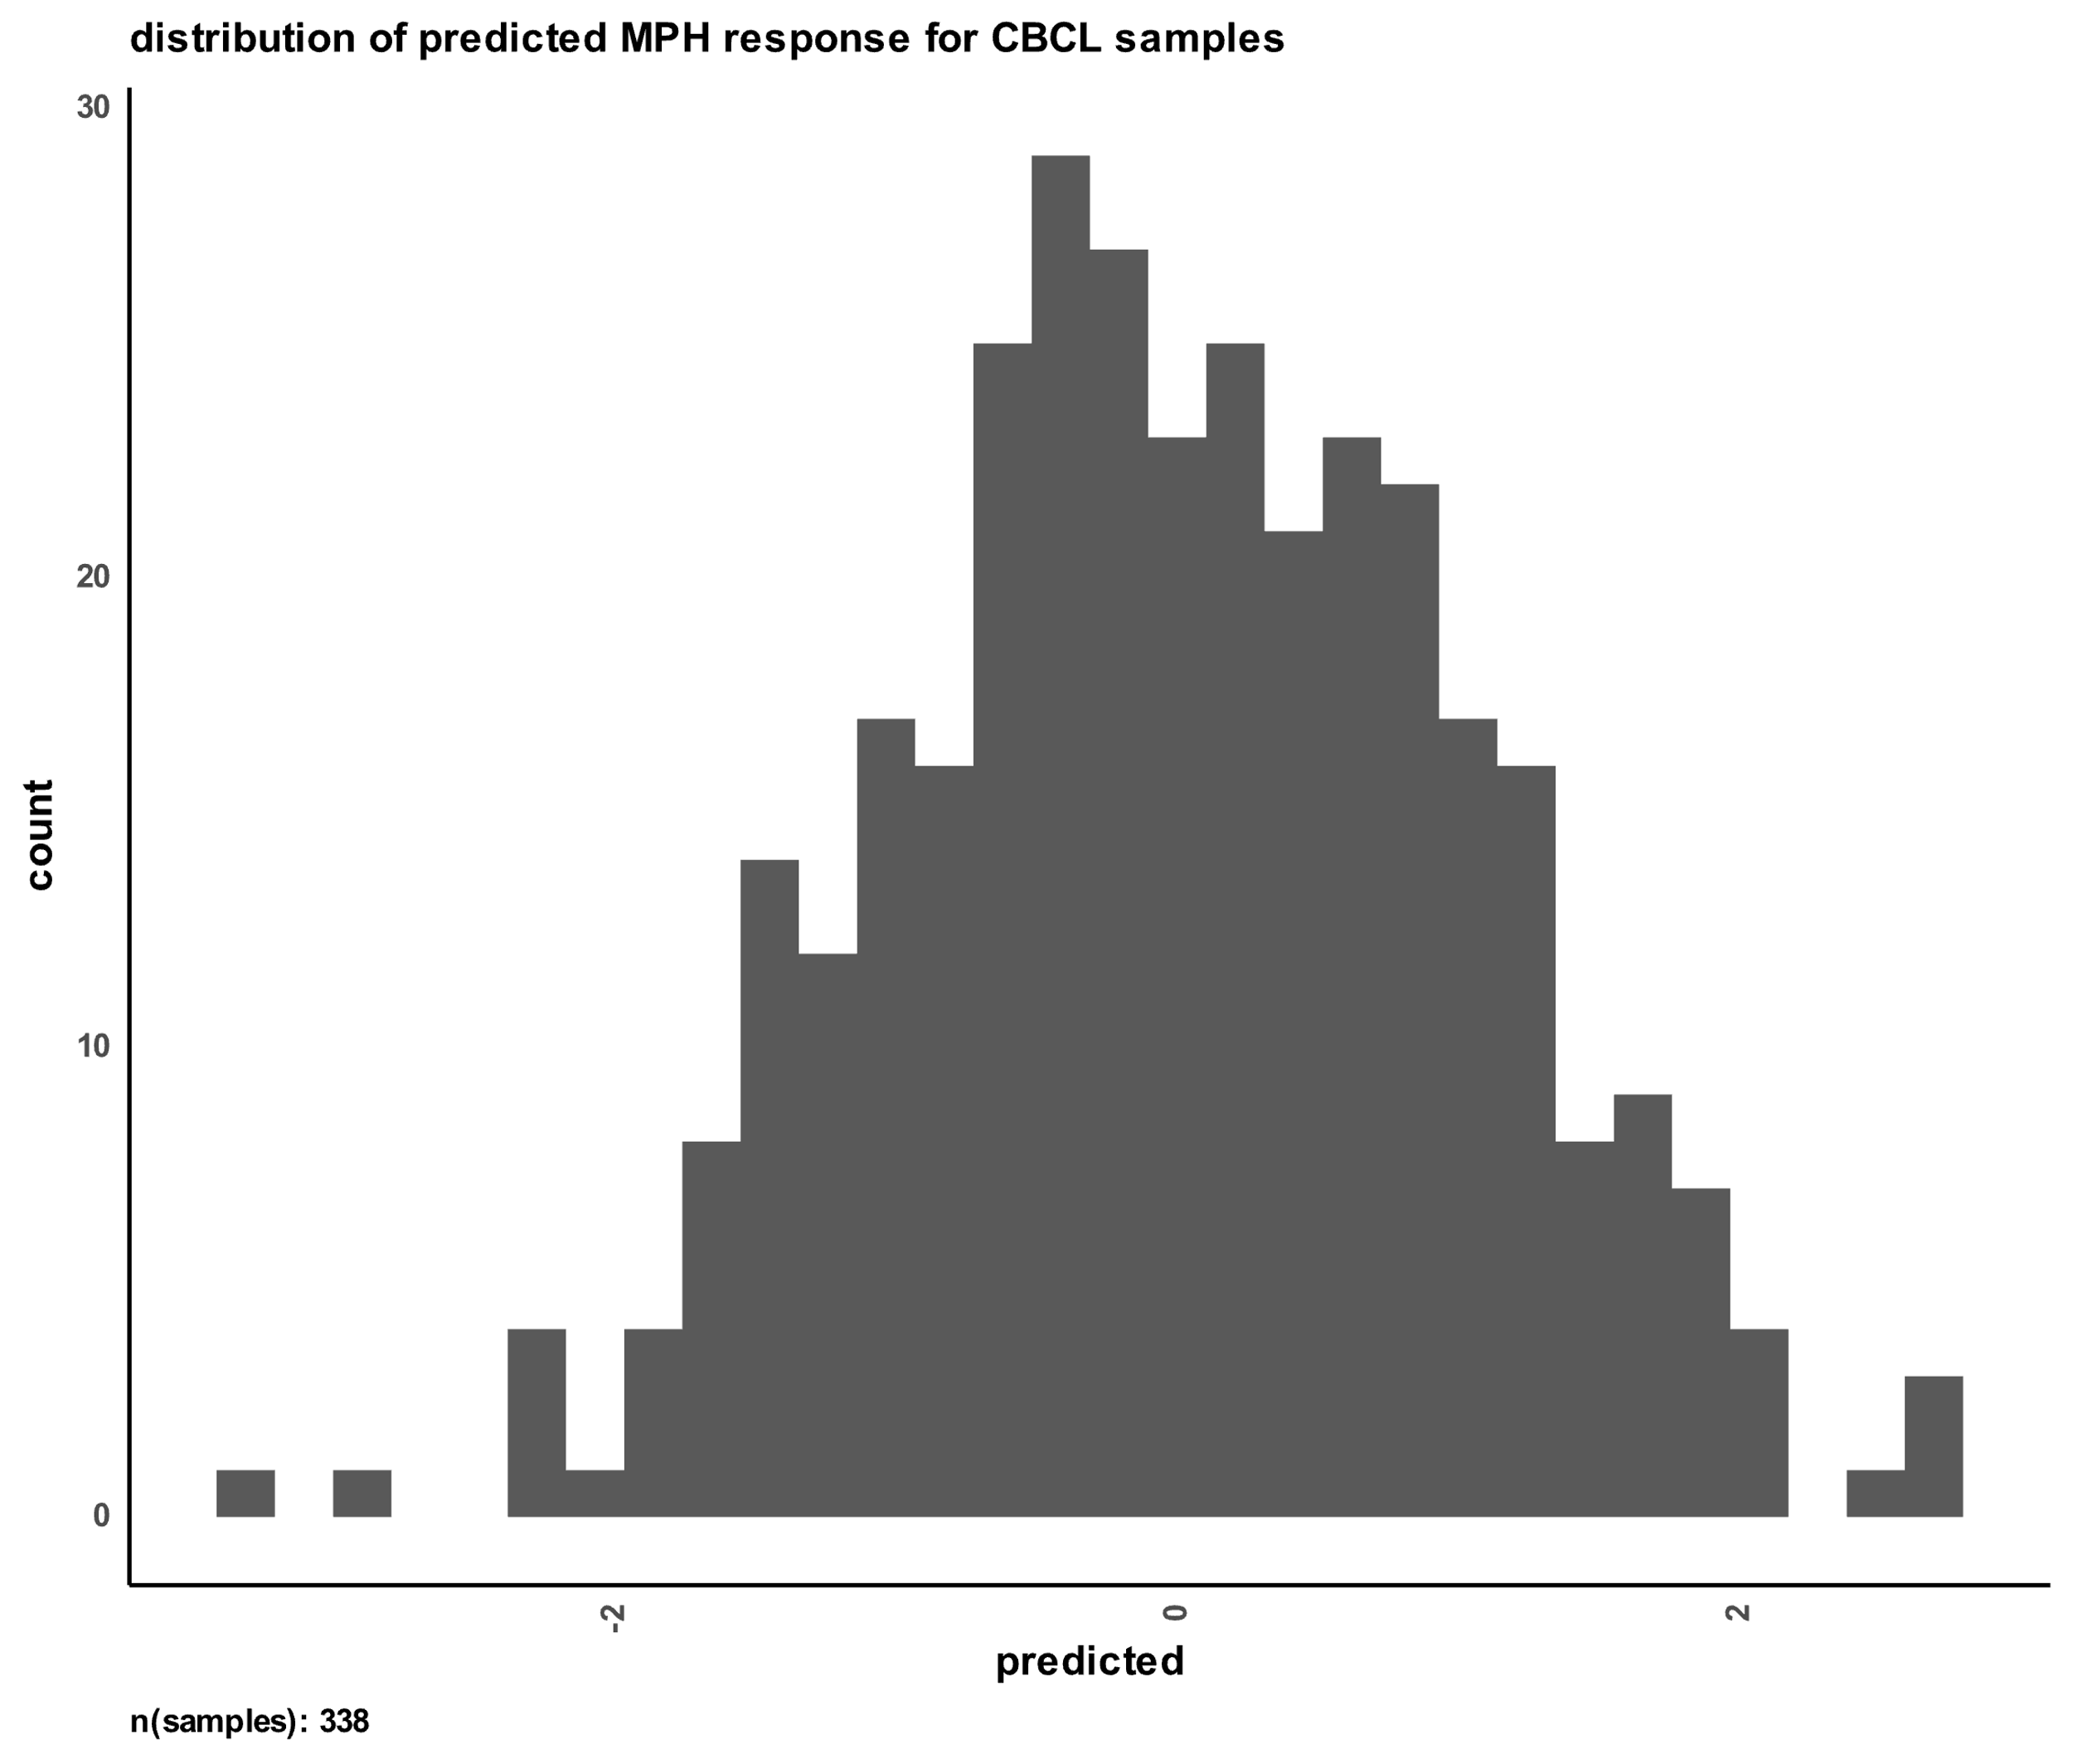 distribution of predicted MPH response for CBCL samples
30
20
10
0
count
-2
0
2
predicted
n(samples): 338